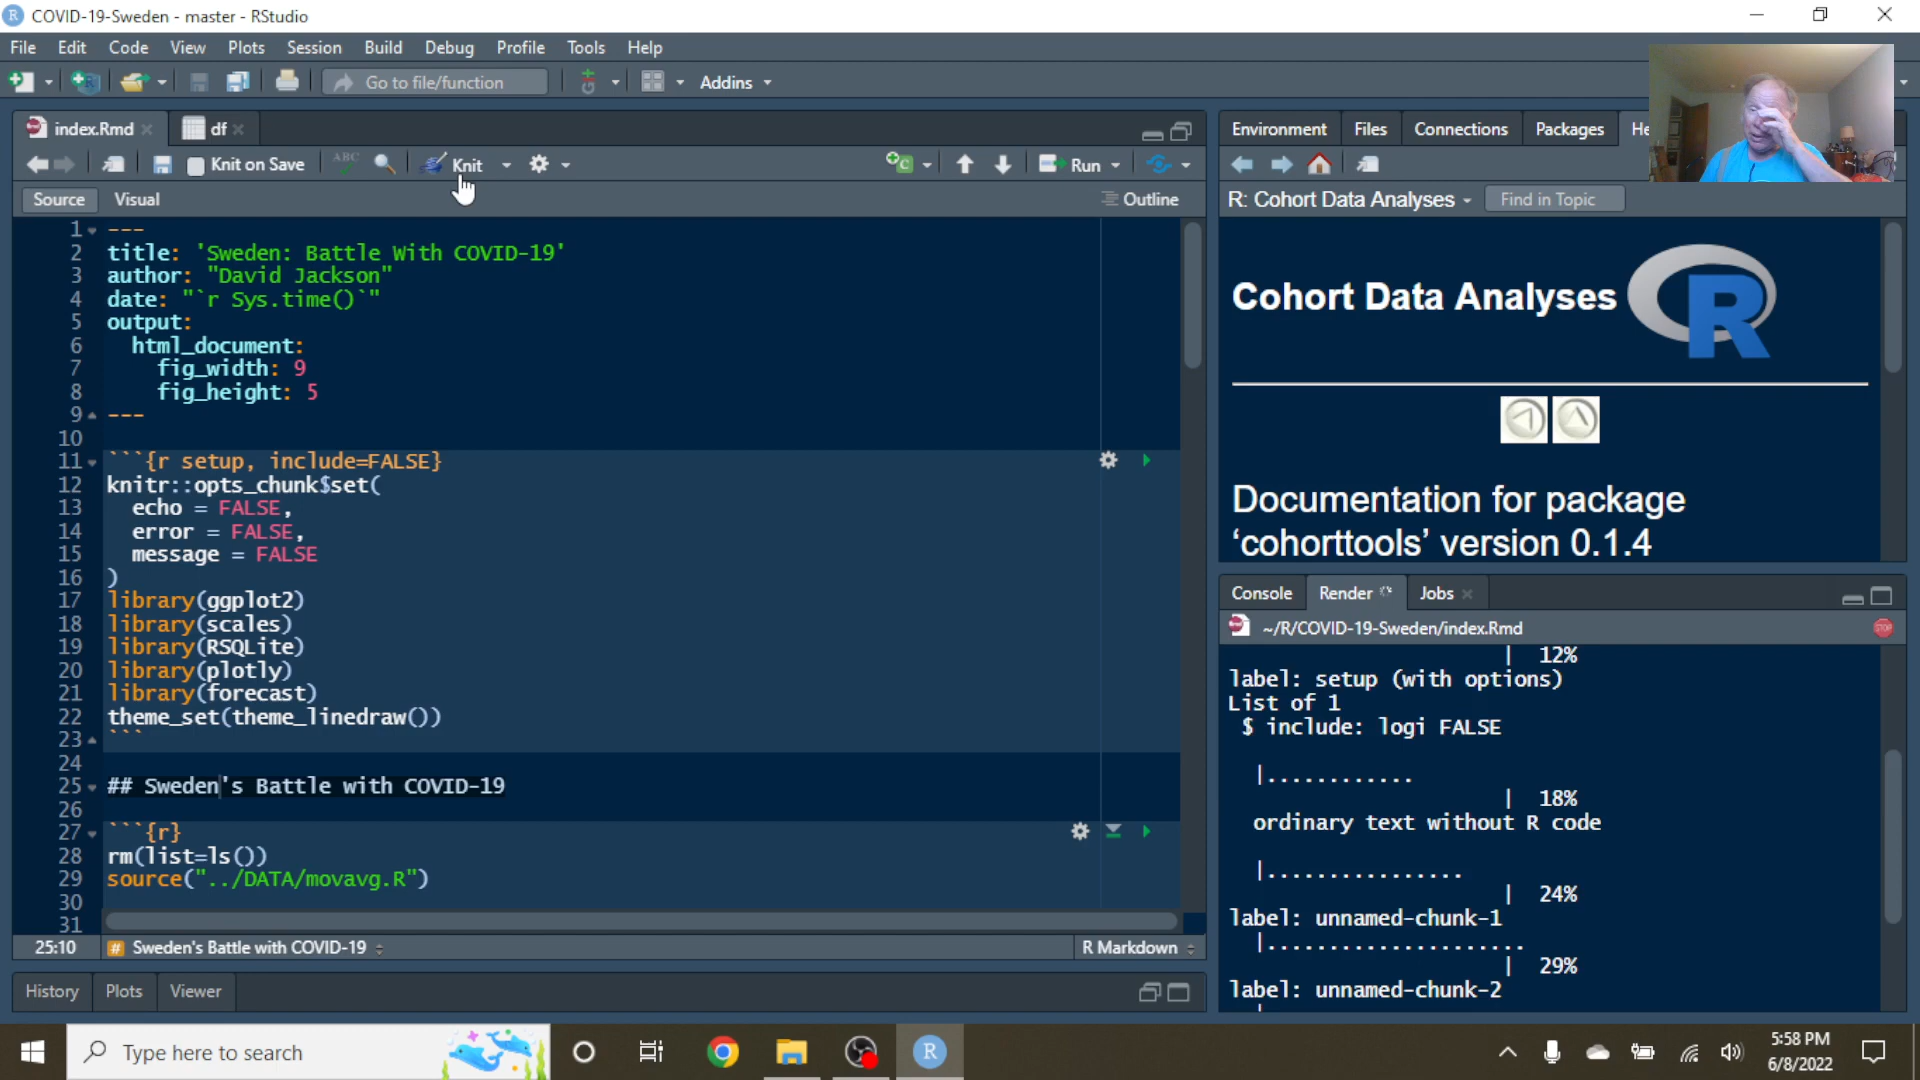 COVID-19-Sweden - master - RStudio
File Edit Code View Plots Session Build Debug Profile Tools Help
Go to file/function Addins
index.Rmd df
Knit on Save ABC Knit Run
Source Visual Outline
1 ---
2 title: 'Sweden: Battle With COVID-19'
3 author: "David Jackson"
4 date: "`r Sys.time()`"
5 output:
6 html_document:
7 fig_width: 9
8 fig_height: 5
9 ---
10
11 ```{r setup, include=FALSE}
12 knitr::opts_chunk$set(
13 echo = FALSE,
14 error = FALSE,
15 message = FALSE
16 )
17 library(ggplot2)
18 library(scales)
19 library(RSQLite)
20 library(plotly)
21 library(forecast)
22 theme_set(theme_linedraw())
23 ```
24
25 ## Sweden's Battle with COVID-19
26
27 ```{r}
28 rm(list=ls())
29 source("../DATA/movavg.R")
30
31
25:10 # Sweden's Battle with COVID-19 R Markdown
History Plots Viewer
Environment Files Connections Packages He
R: Cohort Data Analyses Find in Topic
Cohort Data Analyses R
Documentation for package
‘cohorttools’ version 0.1.4
Console Render Jobs
~/R/COVID-19-Sweden/index.Rmd STOP
| 12%
label: setup (with options)
List of 1
$ include: logi FALSE
|............
| 18%
ordinary text without R code
|................
| 24%
label: unnamed-chunk-1
|.....................
| 29%
label: unnamed-chunk-2
Type here to search
R
5:58 PM
6/8/2022